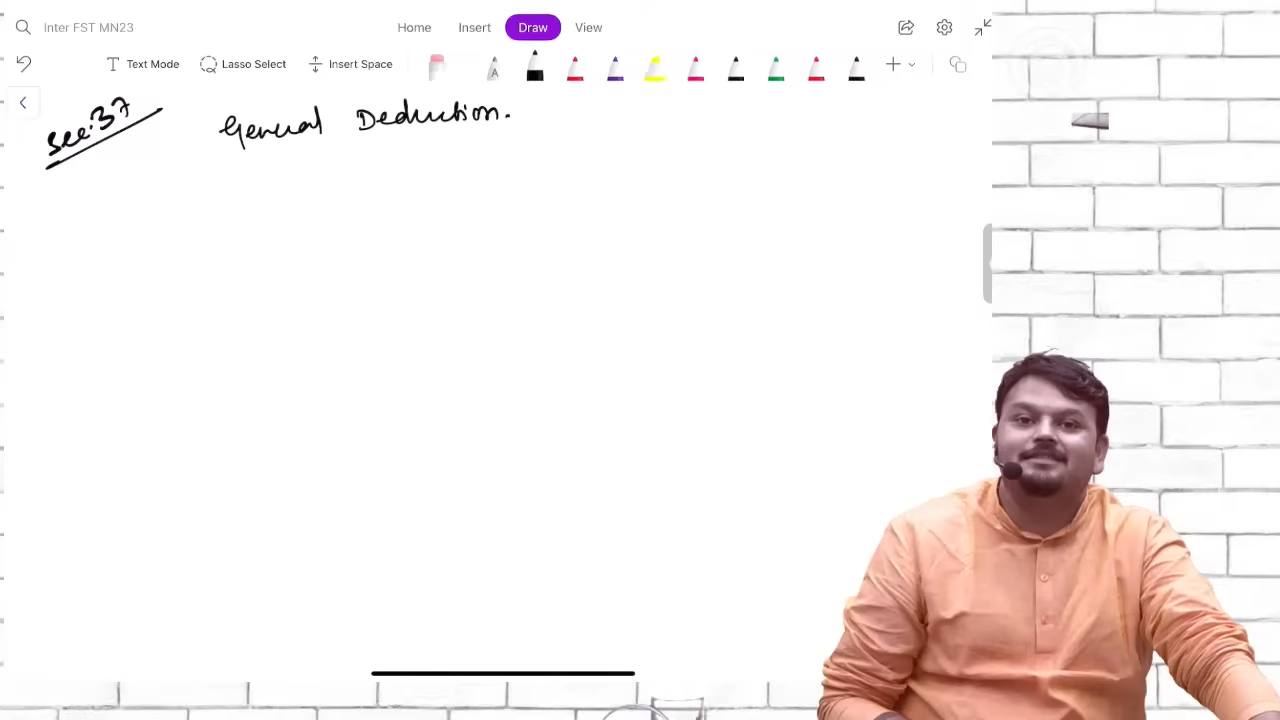 Inter FST MN23
Home Insert Draw View
Text Mode Lasso Select Insert Space
A
Sec. 37 General Deduction.